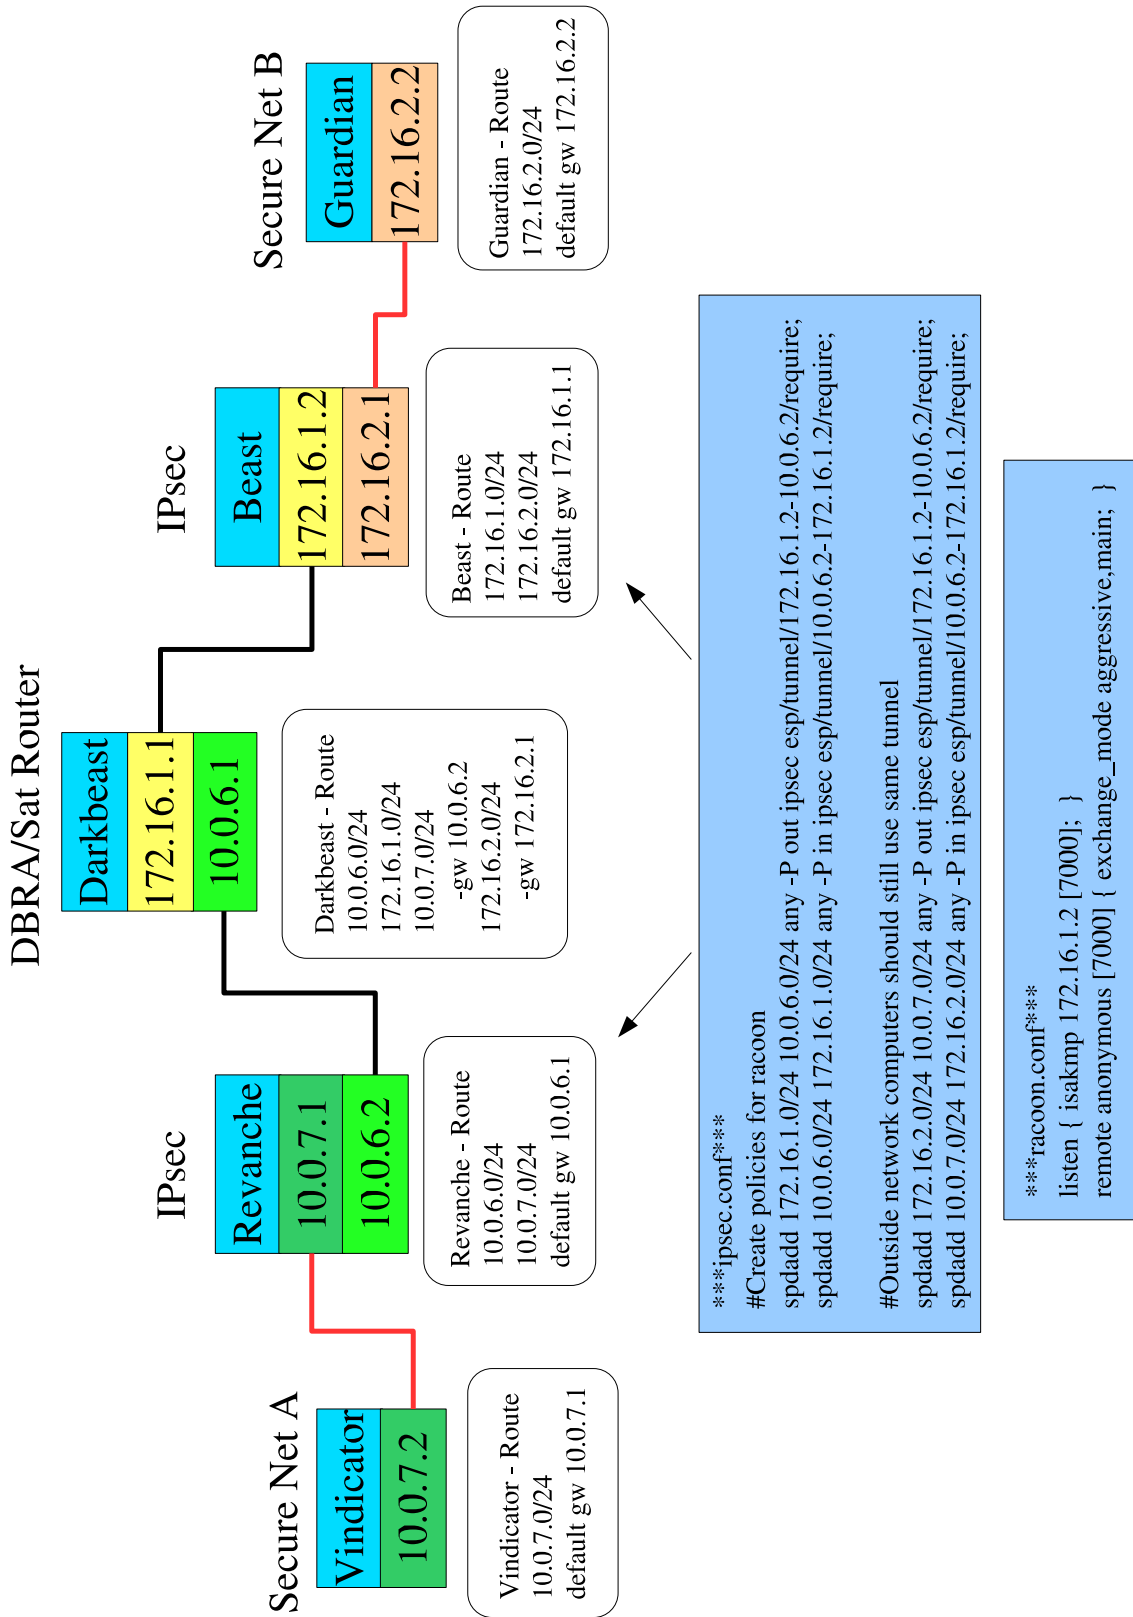 DBRA/Sat Router
Darkbeast
172.16.1.1
10.0.6.1
IPsec
Revanche
10.0.7.1
10.0.6.2
IPsec
Beast
172.16.1.2
172.16.2.1
Secure Net A
Vindicator
10.0.7.2
Secure Net B
Guardian
172.16.2.2
Vindicator - Route
10.0.7.0/24
default gw 10.0.7.1
Revanche - Route
10.0.6.0/24
10.0.7.0/24
default gw 10.0.6.1
Darkbeast - Route
10.0.6.0/24
172.16.1.0/24
10.0.7.0/24
-gw 10.0.6.2
172.16.2.0/24
-gw 172.16.2.1
Beast - Route
172.16.1.0/24
172.16.2.0/24
default gw 172.16.1.1
Guardian - Route
172.16.2.0/24
default gw 172.16.2.2
***ipsec.conf***
#Create policies for racoon
spdadd 172.16.1.0/24 10.0.6.0/24 any -P out ipsec esp/tunnel/172.16.1.2-10.0.6.2/require;
spdadd 10.0.6.0/24 172.16.1.0/24 any -P in ipsec esp/tunnel/10.0.6.2-172.16.1.2/require;
#Outside network computers should still use same tunnel
spdadd 172.16.2.0/24 10.0.7.0/24 any -P out ipsec esp/tunnel/172.16.1.2-10.0.6.2/require;
spdadd 10.0.7.0/24 172.16.2.0/24 any -P in ipsec esp/tunnel/10.0.6.2-172.16.1.2/require;
***racoon.conf***
listen { isakmp 172.16.1.2 [7000]; }
remote anonymous [7000] { exchange_mode aggressive,main; }